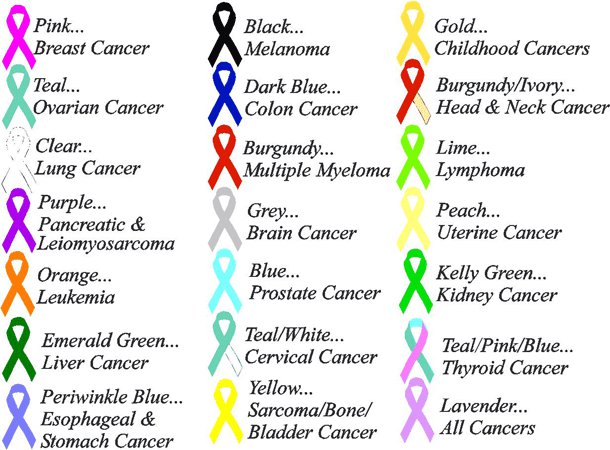 Pink...
Breast Cancer
Teal...
Ovarian Cancer
Clear...
Lung Cancer
Purple...
Pancreatic &
Leiomyosarcoma
Orange...
Leukemia
Emerald Green...
Liver Cancer
Periwinkle Blue...
Esophageal &
Stomach Cancer
Black...
Melanoma
Dark Blue...
Colon Cancer
Burgundy...
Multiple Myeloma
Grey...
Brain Cancer
Blue...
Prostate Cancer
Teal/White...
Cervical Cancer
Yellow...
Sarcoma/Bone/
Bladder Cancer
Gold...
Childhood Cancers
Burgundy/Ivory...
Head & Neck Cancer
Lime...
Lymphoma
Peach...
Uterine Cancer
Kelly Green...
Kidney Cancer
Teal/Pink/Blue...
Thyroid Cancer
Lavender...
All Cancers